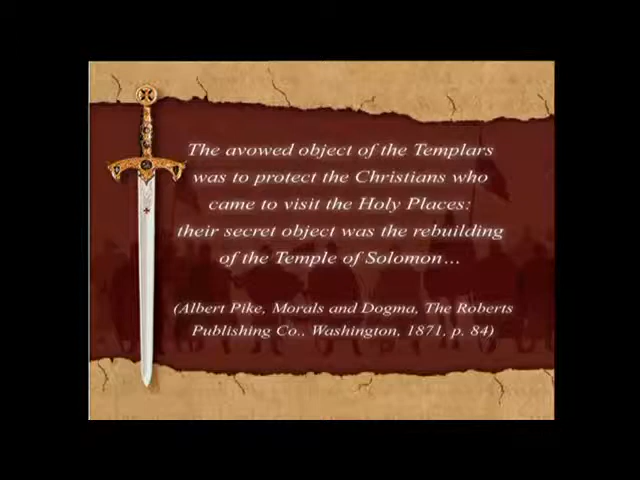 The avowed object of the Templars
was to protect the Christians who
came to visit the Holy Places:
their secret object was the rebuilding
of the Temple of Solomon...
(Albert Pike, Morals and Dogma, The Roberts
Publishing Co., Washington, 1871, p. 84)